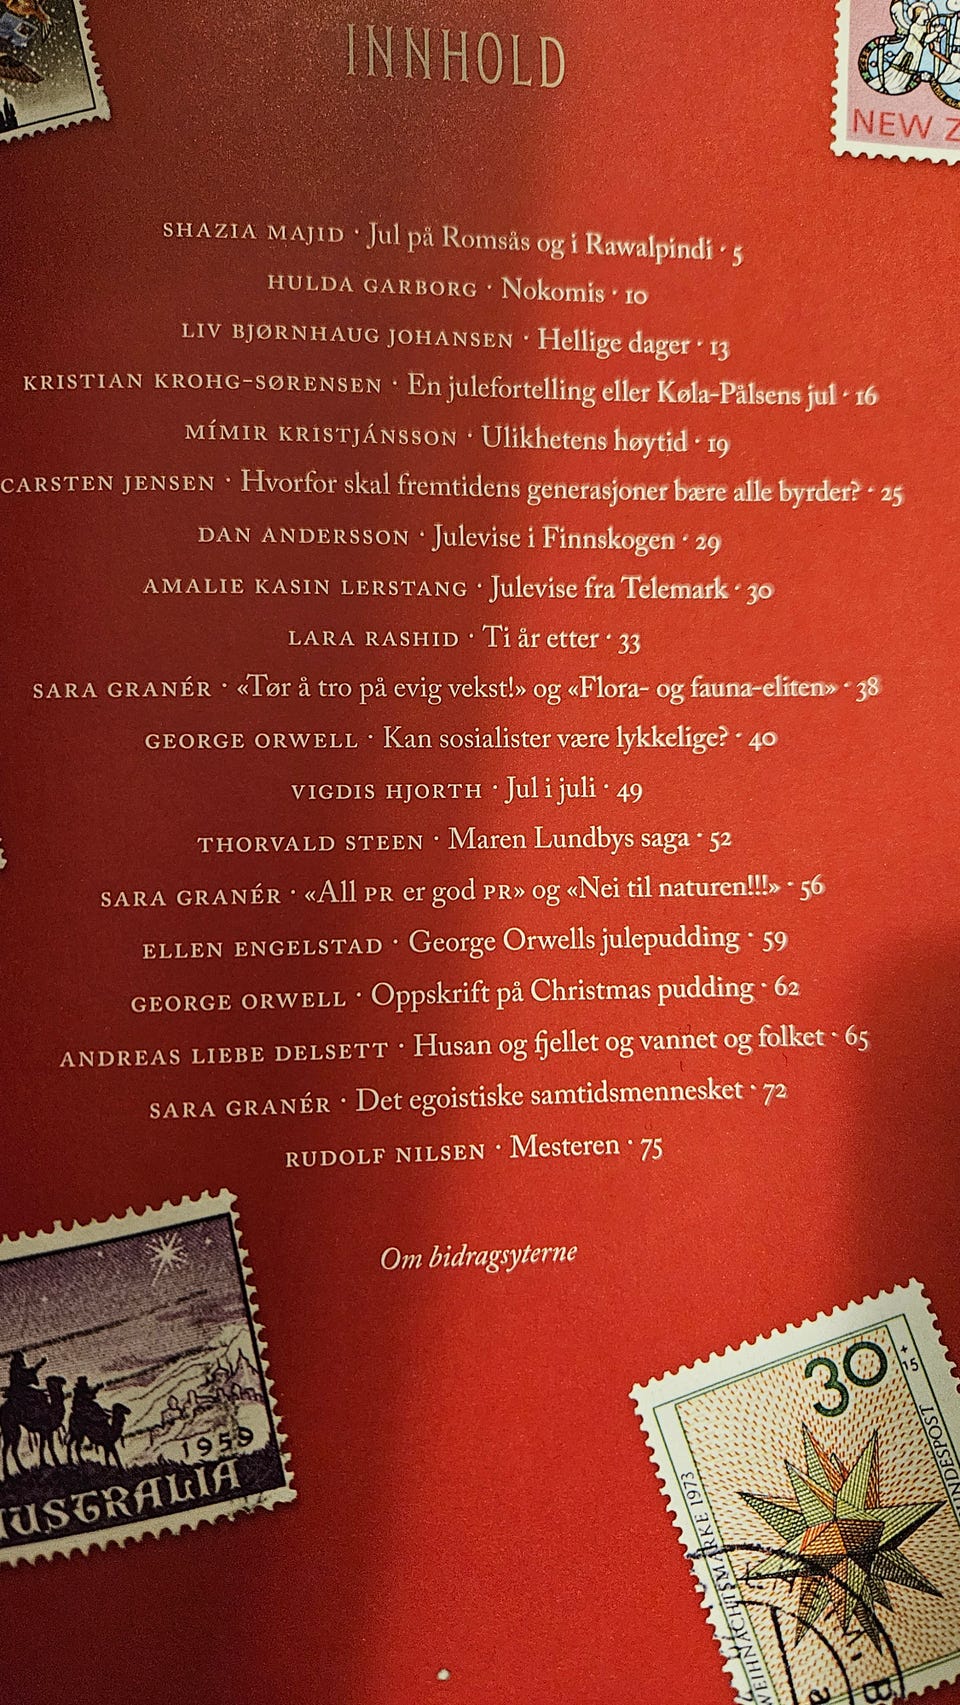 INNHOLD
NEW Z
SHAZIA MAJID · Jul på Romsås og i Rawalpindi · 5
HULDA GARBORG · Nokomis · 10
LIV BJØRNHAUG JOHANSEN · Hellige dager · 13
KRISTIAN KROHG-SØRENSEN · En julefortelling eller Køla-Pålsens jul · 16
MÍMIR KRISTJÁNSSON · Ulikhetens høytid · 19
CARSTEN JENSEN · Hvorfor skal fremtidens generasjoner bære alle byrder? · 25
DAN ANDERSSON · Julevise i Finnskogen · 29
AMALIE KASIN LERSTANG · Julevise fra Telemark · 30
LARA RASHID · Ti år etter · 33
SARA GRANÉR · «Tør å tro på evig vekst!» og «Flora- og fauna-eliten» · 38
GEORGE ORWELL · Kan sosialister være lykkelige? · 40
VIGDIS HJORTH · Jul i juli · 49
THORVALD STEEN · Maren Lundbys saga · 52
SARA GRANÉR · «All PR er god PR» og «Nei til naturen!!!» · 56
ELLEN ENGELSTAD · George Orwells julepudding · 59
GEORGE ORWELL · Oppskrift på Christmas pudding · 62
ANDREAS LIEBE DELSETT · Husan og fjellet og vannet og folket · 65
SARA GRANÉR · Det egoistiske samtidsmennesket · 72
RUDOLF NILSEN · Mesteren · 75
Om bidragsyterne
1959
AUSTRALIA
30
+15
WEIHNACHTSMARKE 1973
NDESPOST